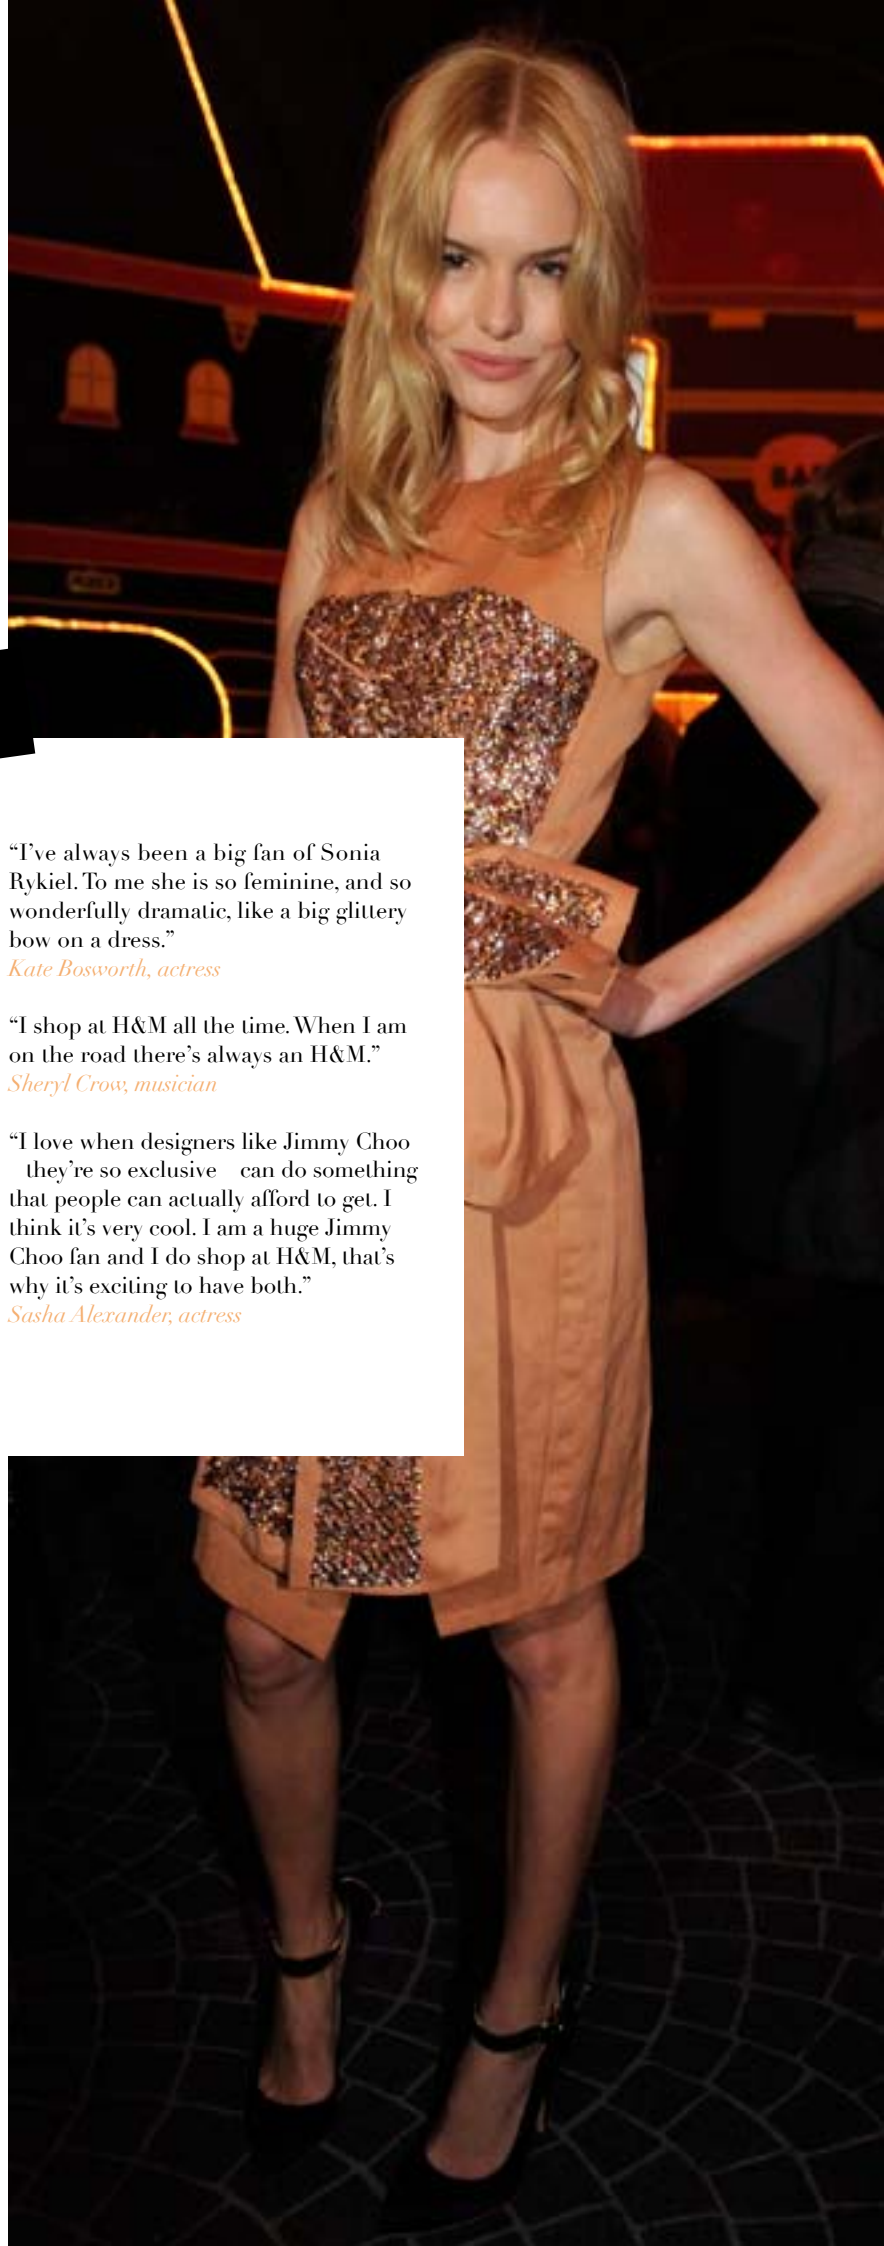 “I’ve always been a big fan of Sonia
Rykiel. To me she is so feminine, and so
wonderfully dramatic, like a big glittery
bow on a dress.”
Kate Bosworth, actress
“I shop at H&M all the time. When I am
on the road there’s always an H&M.”
Sheryl Crow, musician
“I love when designers like Jimmy Choo
they’re so exclusive can do something
that people can actually afford to get. I
think it’s very cool. I am a huge Jimmy
Choo fan and I do shop at H&M, that’s
why it’s exciting to have both.”
Sasha Alexander, actress